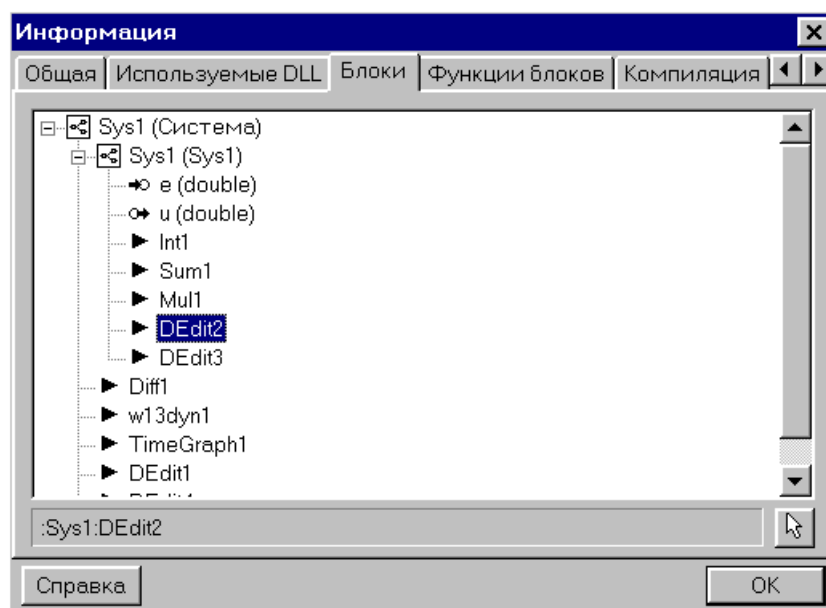 Информация
Общая Используемые DLL Блоки Функции блоков Компиляция
Sys1 (Система)
Sys1 (Sys1)
e (double)
u (double)
Int1
Sum1
Mul1
DEdit2
DEdit3
Diff1
w13dyn1
TimeGraph1
DEdit1
:Sys1:DEdit2
Справка OK